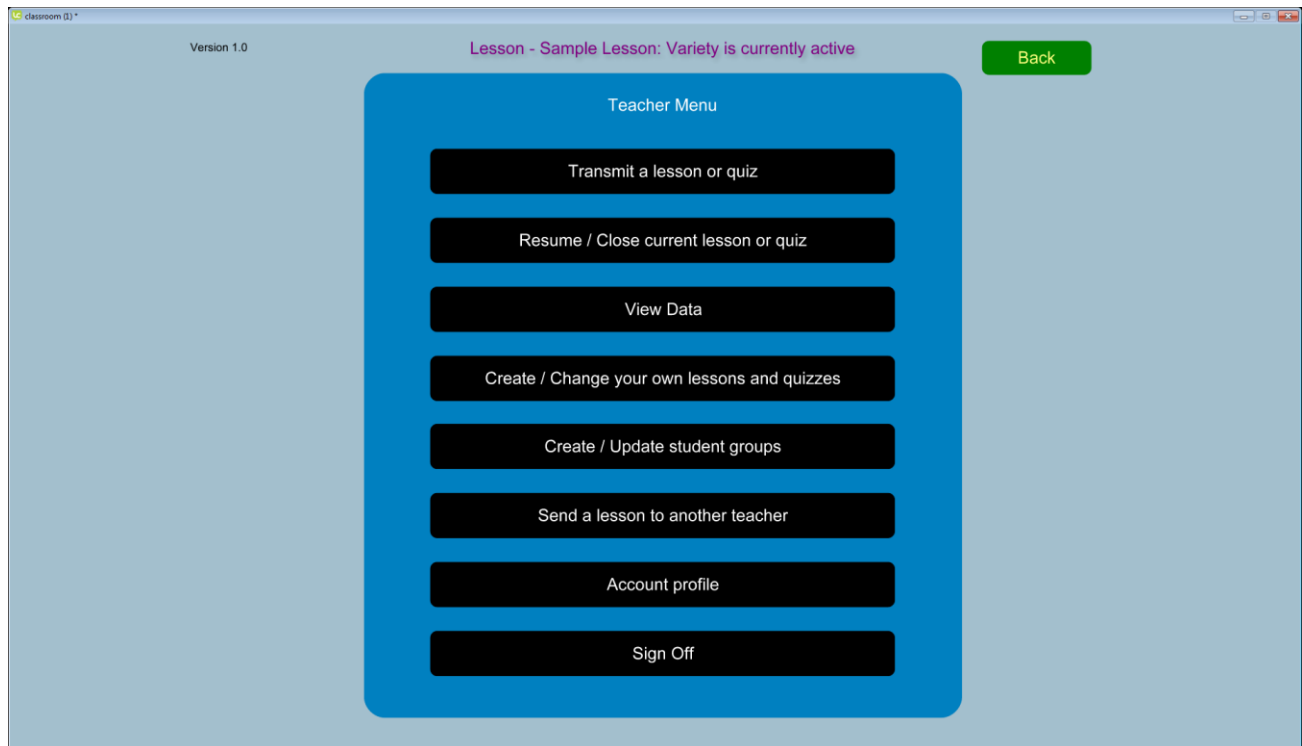 classroom (1) *
Version 1.0
Lesson - Sample Lesson: Variety is currently active
Back
Teacher Menu
Transmit a lesson or quiz
Resume / Close current lesson or quiz
View Data
Create / Change your own lessons and quizzes
Create / Update student groups
Send a lesson to another teacher
Account profile
Sign Off